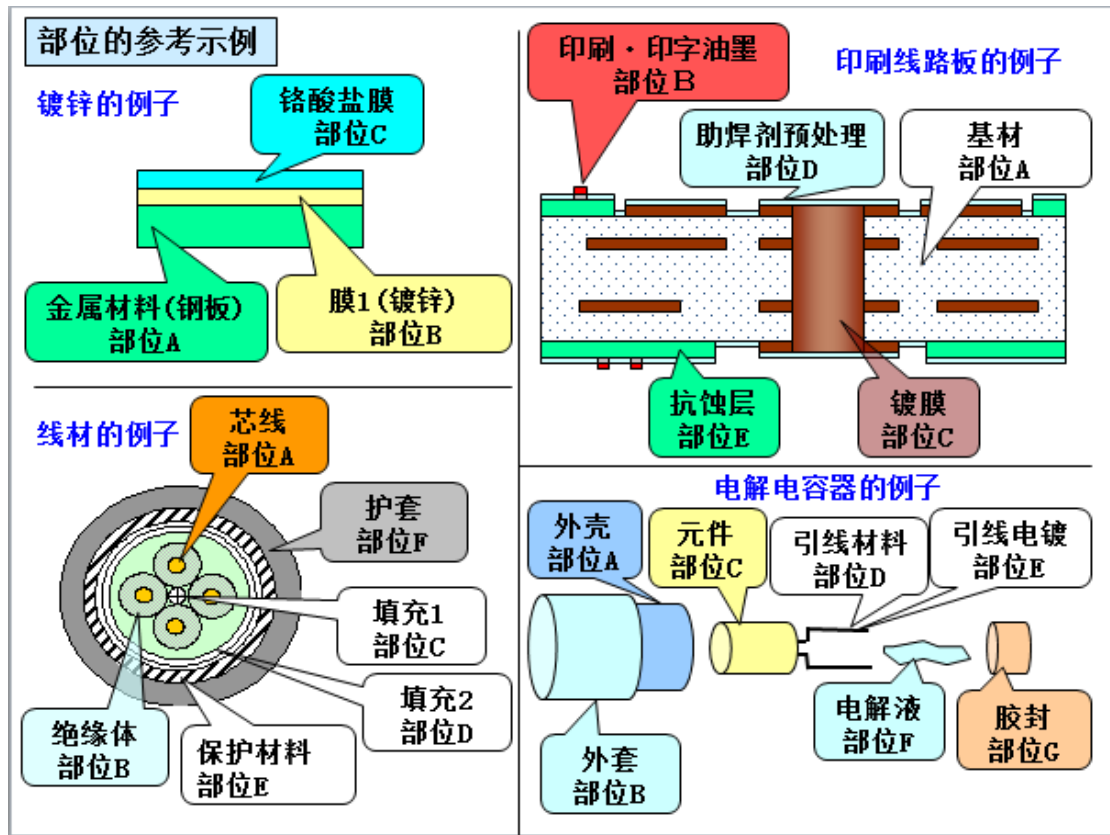 部位的参考示例
镀锌的例子
铬酸盐膜
部位C
金属材料(钢板)
部位A
膜1(镀锌)
部位B
印刷·印字油墨
部位B
印刷线路板的例子
助焊剂预处理
部位D
基材
部位A
抗蚀层
部位E
镀膜
部位C
线材的例子
芯线
部位A
护套
部位F
填充1
部位C
填充2
部位D
绝缘体
部位B
保护材料
部位E
电解电容器的例子
外壳
部位A
元件
部位C
引线材料
部位D
引线电镀
部位E
外套
部位B
电解液
部位F
胶封
部位G